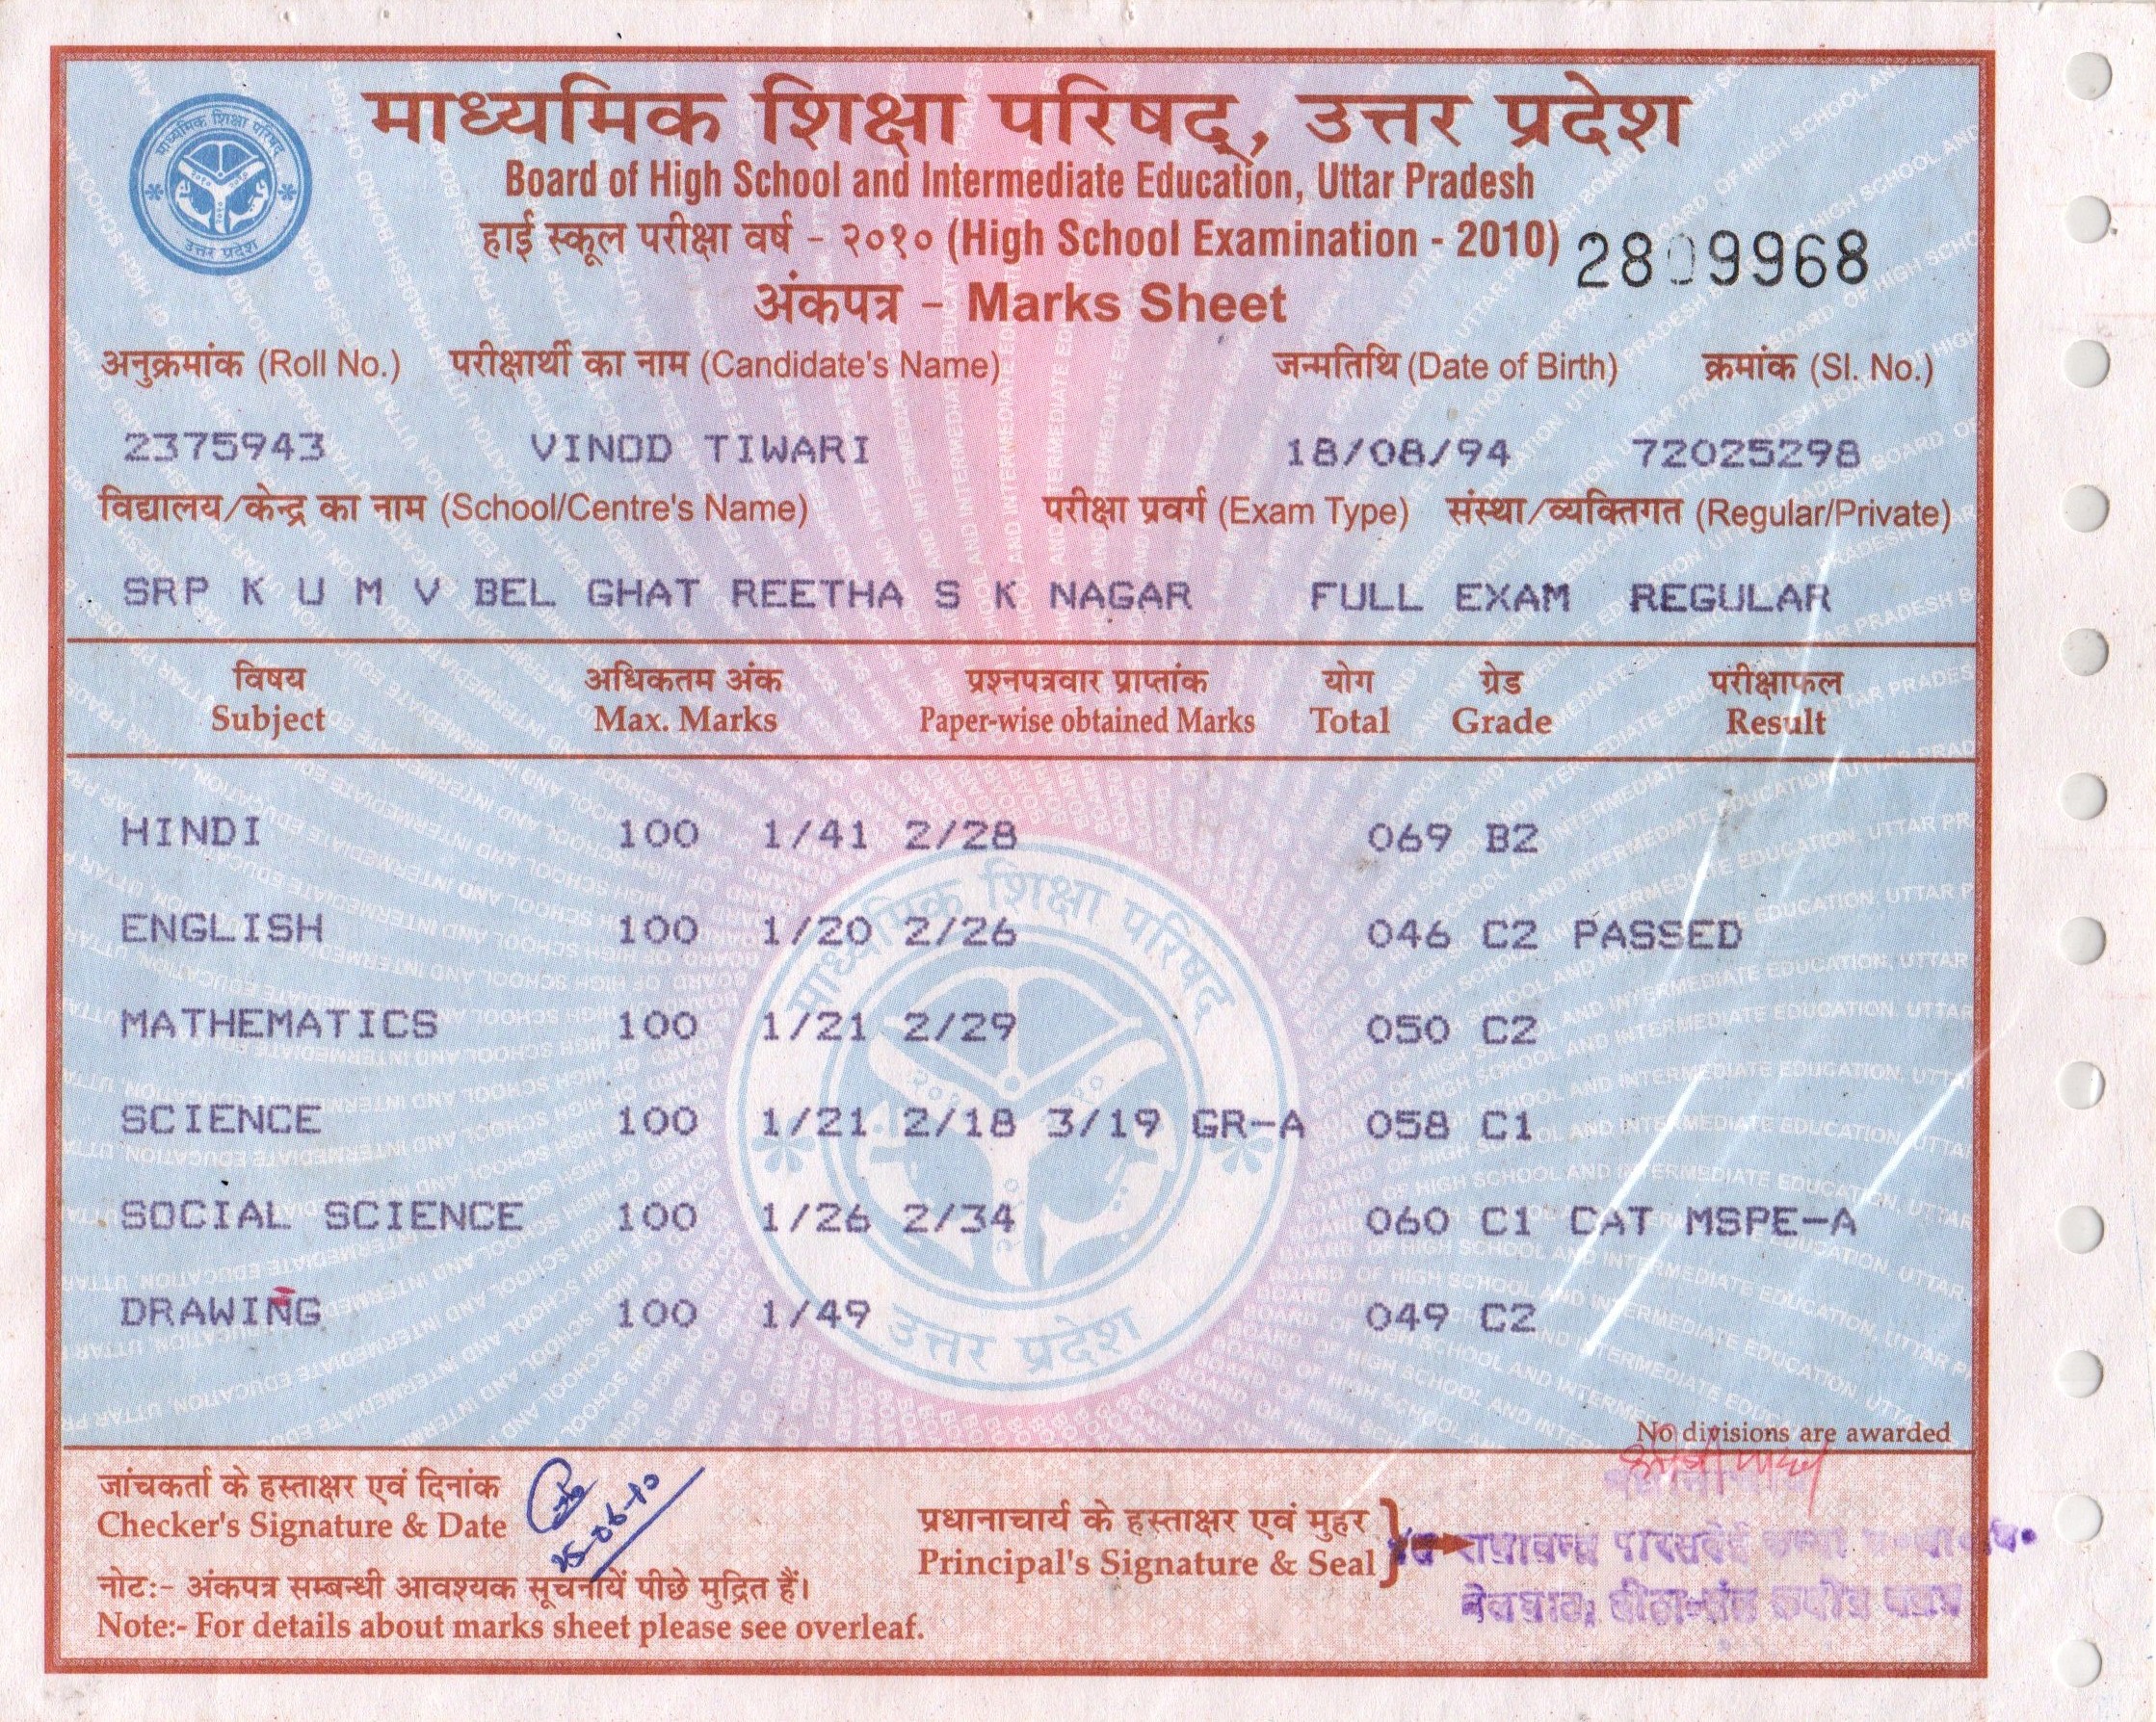 माध्यमिक शिक्षा परिषद्, उत्तर प्रदेश
Board of High School and Intermediate Education, Uttar Pradesh
हाई स्कूल परीक्षा वर्ष - २०१० (High School Examination - 2010) 2809968
अंकपत्र - Marks Sheet
अनुक्रमांक (Roll No.) परीक्षार्थी का नाम (Candidate's Name) जन्मतिथि (Date of Birth) क्रमांक (Sl. No.)
2375943 VINOD TIWARI 18/08/94 72025298
विद्यालय/केन्द्र का नाम (School/Centre's Name) परीक्षा प्रवर्ग (Exam Type) संस्था/व्यक्तिगत (Regular/Private)
SRP K U M V BEL GHAT REETHA S K NAGAR FULL EXAM REGULAR
विषय अधिकतम अंक प्रश्नपत्रवार प्राप्तांक योग ग्रेड परीक्षाफल
Subject Max. Marks Paper-wise obtained Marks Total Grade Result
HINDI 100 1/41 2/28 069 B2
ENGLISH 100 1/20 2/26 046 C2 PASSED
MATHEMATICS 100 1/21 2/29 050 C2
SCIENCE 100 1/21 2/18 3/19 GR-A 058 C1
SOCIAL SCIENCE 100 1/26 2/34 060 C1 CAT MSPE-A
DRAWING 100 1/49 049 C2
माध्यमिक शिक्षा परिषद
उत्तर प्रदेश
No divisions are awarded
जांचकर्ता के हस्ताक्षर एवं दिनांक
Checker's Signature & Date 25-06-10
प्रधानाचार्य के हस्ताक्षर एवं मुहर
Principal's Signature & Seal
नोट:- अंकपत्र सम्बन्धी आवश्यक सूचनायें पीछे मुद्रित हैं।
Note:- For details about marks sheet please see overleaf.